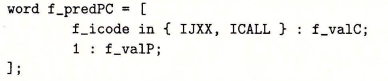 word f_predPC = [
        f_icode in { IJXX, ICALL } : f_valC;
        1 : f_valP;
];